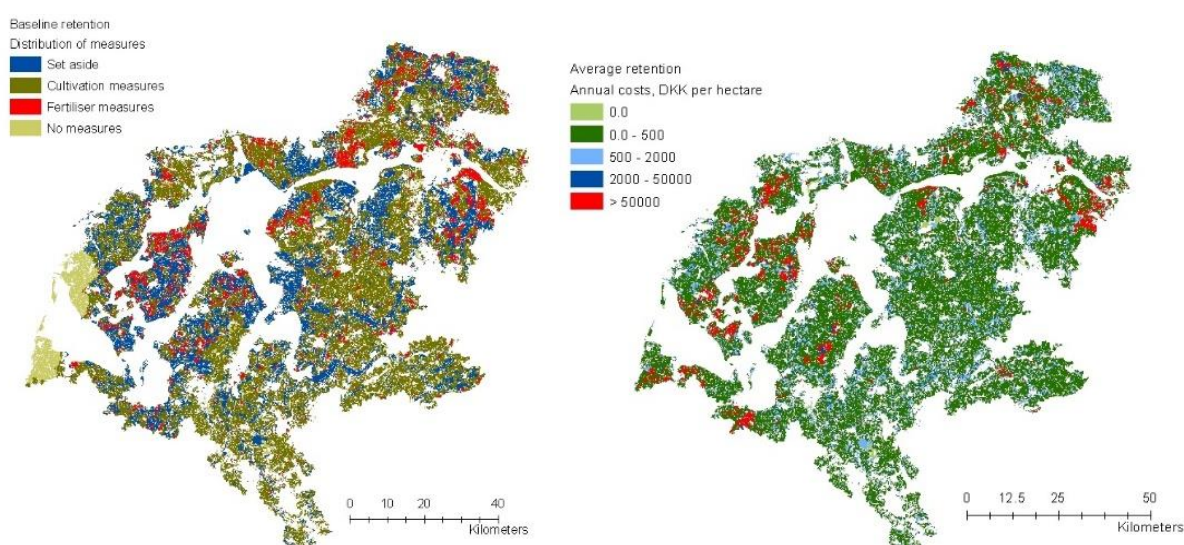 Baseline retention
Distribution of measures
Set aside
Cultivation measures
Fertiliser measures
No measures
0 10 20 40
Kilometers
Average retention
Annual costs, DKK per hectare
0.0
0.0 - 500
500 - 2000
2000 - 50000
> 50000
0 12.5 25 50
Kilometers